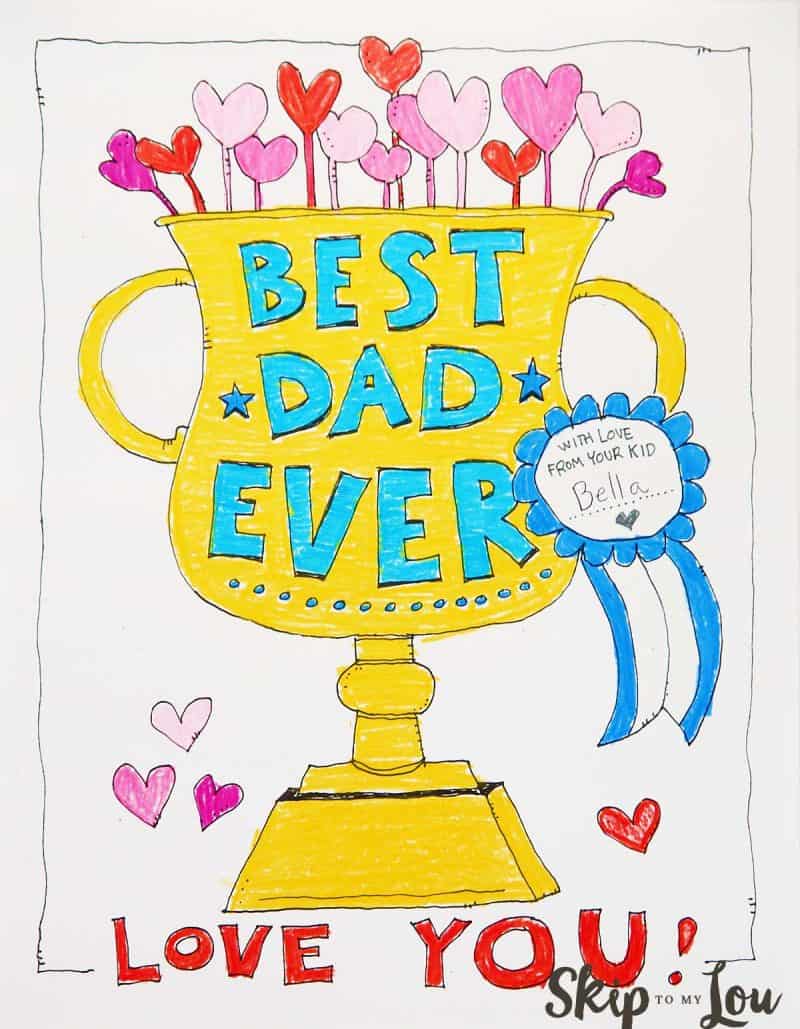 BEST
DAD
EVER
WITH LOVE
FROM YOUR KID
Bella
LOVE YOU!
Skip TO MY Lou